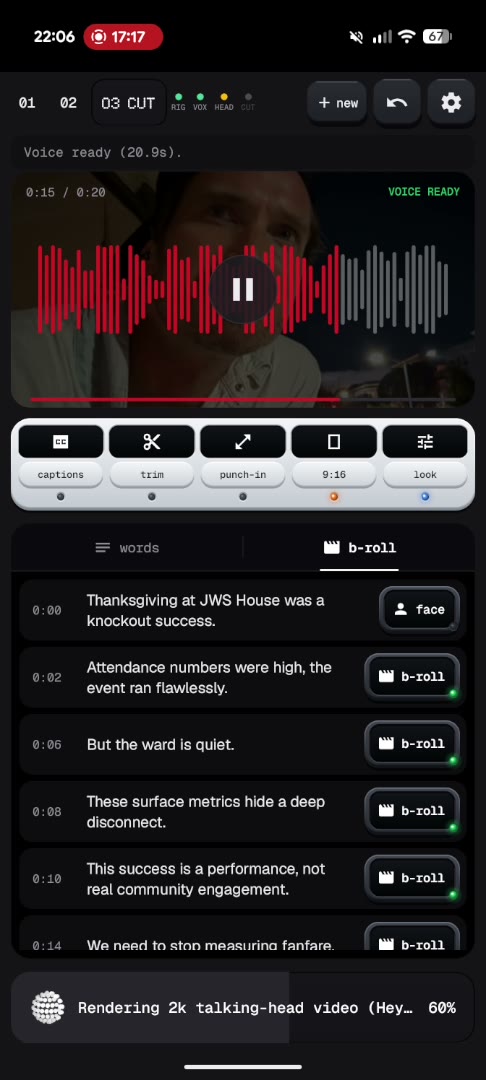 22:06 17:17 67
01 02 03 CUT RIG VOX HEAD CUT + new
Voice ready (20.9s).
0:15 / 0:20 VOICE READY
CC
captions trim punch-in 9:16 look
words b-roll
0:00 Thanksgiving at JWS House was a
knockout success. face
0:02 Attendance numbers were high, the
event ran flawlessly. b-roll
0:06 But the ward is quiet. b-roll
0:08 These surface metrics hide a deep
disconnect. b-roll
0:10 This success is a performance, not
real community engagement. b-roll
0:14 We need to stop measuring fanfare. b-roll
Rendering 2k talking-head video (Hey… 60%